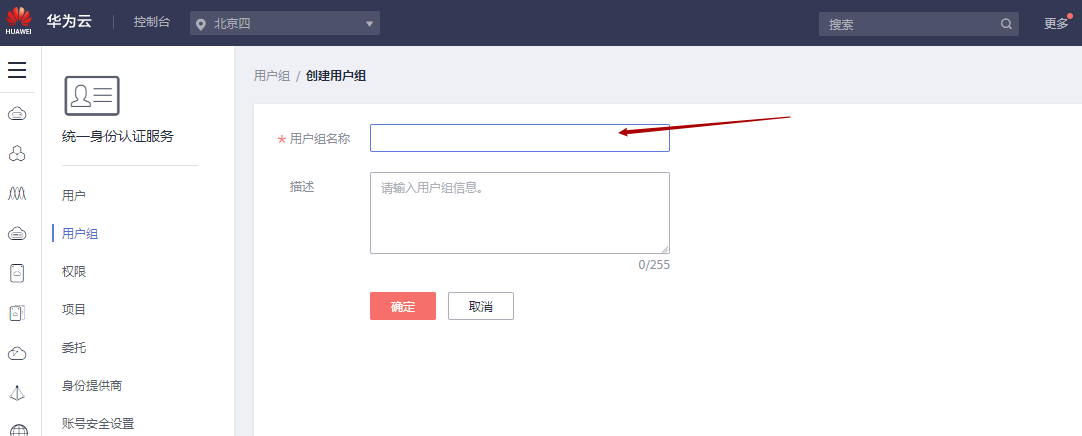 HUAWEI
华为云
控制台
北京四
搜索
更多
统一身份认证服务
用户
用户组
权限
项目
委托
身份提供商
账号安全设置
用户组 / 创建用户组
* 用户组名称
描述
请输入用户组信息。
0/255
确定
取消